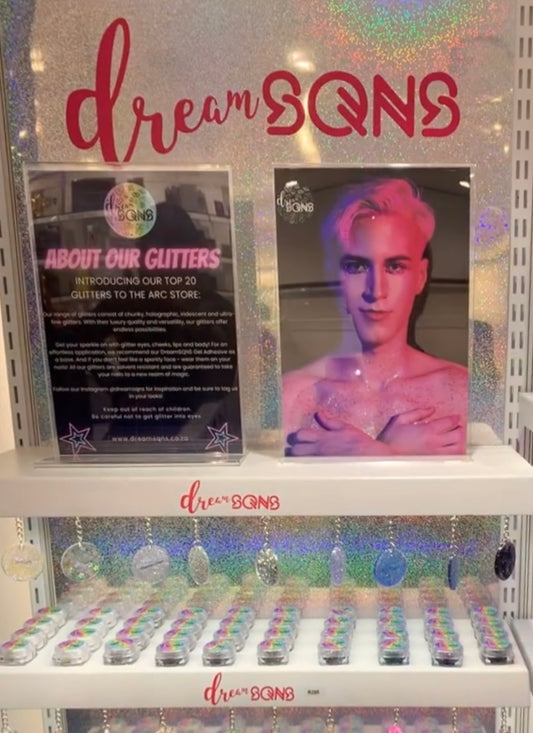 dreamSQNS
dream SQNS
dream SQNS
ABOUT OUR GLITTERS
INTRODUCING OUR TOP 20
GLITTERS TO THE ARC STORE:
Our range of glitters consist of chunky, holographic, iridescent and ultra-
fine glitters. With their luxury quality and versatility, our glitters offer
endless possibilities.
Get your sparkle on with glitter eyes, cheeks, lips and body! For an
effortless application, we recommend our DreamSQNS Gel Adhesive as
a base. And if you don't feel like a sparkly face - wear them on your
nails! All our glitters are solvent resistant and are guaranteed to take
your nails to a new realm of magic.
Follow our Instagram @dreamsqns for inspiration and be sure to tag us
in your looks!
Keep out of reach of children.
Be careful not to get glitter into eyes
www.dreamsqns.co.za
dreamSQNS
dreamSQNS